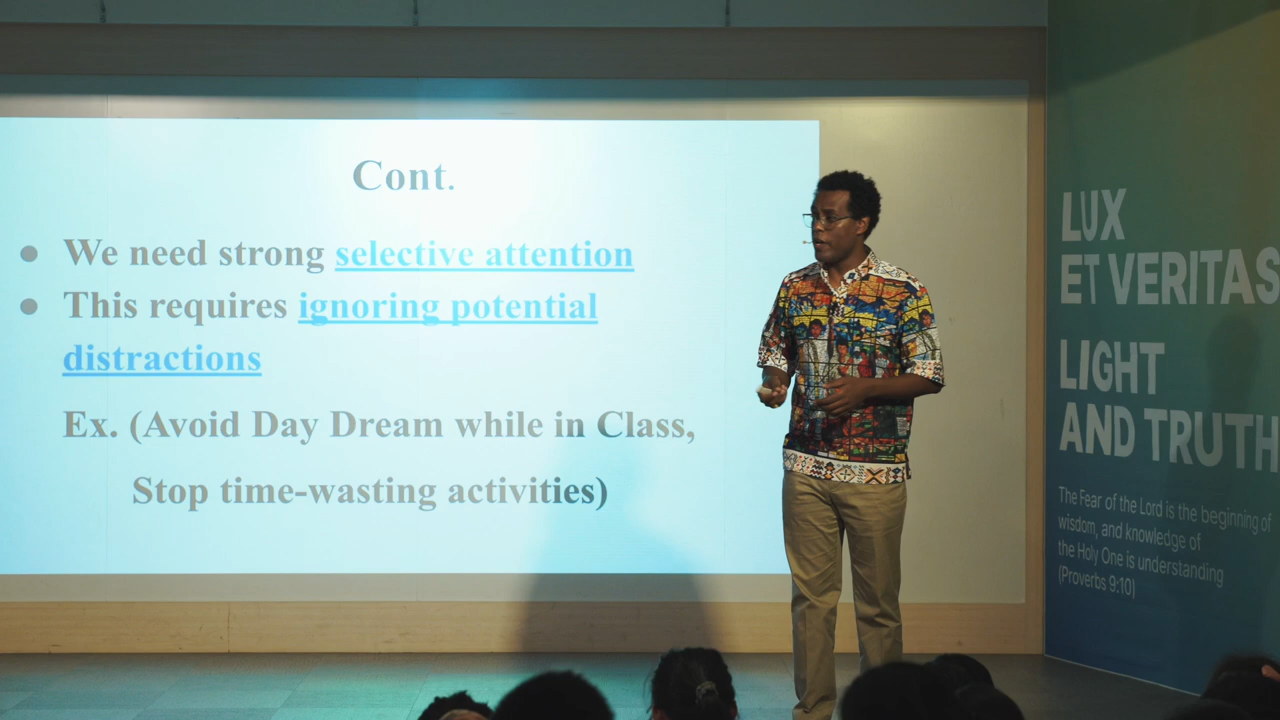 Cont.
● We need strong selective attention
● This requires ignoring potential
distractions
Ex. (Avoid Day Dream while in Class,
Stop time-wasting activities)
LUX
ET VERITAS
LIGHT
AND TRUTH
The Fear of the Lord is the beginning of
wisdom, and knowledge of
the Holy One is understanding
(Proverbs 9:10)